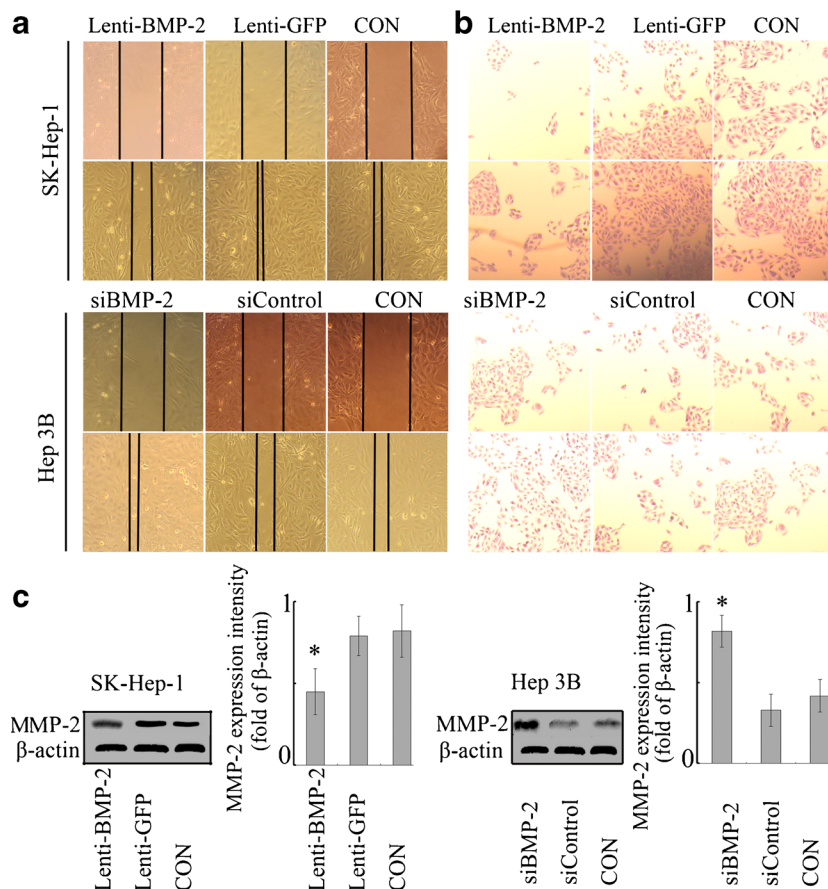 a
Lenti-BMP-2 Lenti-GFP CON
SK-Hep-1
siBMP-2 siControl CON
Hep 3B
b
Lenti-BMP-2 Lenti-GFP CON
siBMP-2 siControl CON
c
SK-Hep-1
MMP-2
β-actin
Lenti-BMP-2
Lenti-GFP
CON
MMP-2 expression intensity
(fold of β-actin)
1
0
*
Lenti-BMP-2
Lenti-GFP
CON
Hep 3B
MMP-2
β-actin
siBMP-2
siControl
CON
MMP-2 expression intensity
(fold of β-actin)
1
0
*
siBMP-2
siControl
CON